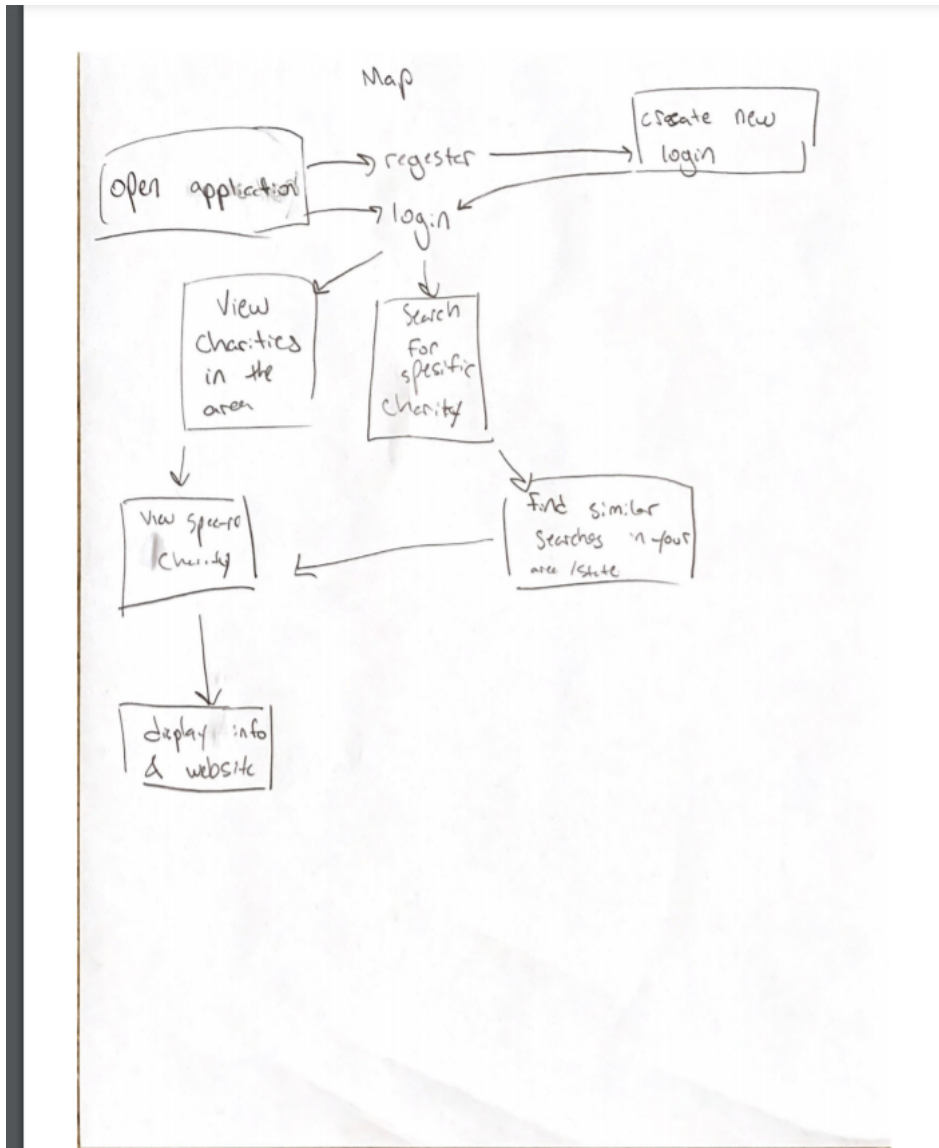 Map
open application
regester
create new
login
login
View
charities
in the
area
Search
for
spesific
charity
View
charity
find similar
searches in your
area / state
display info
& website